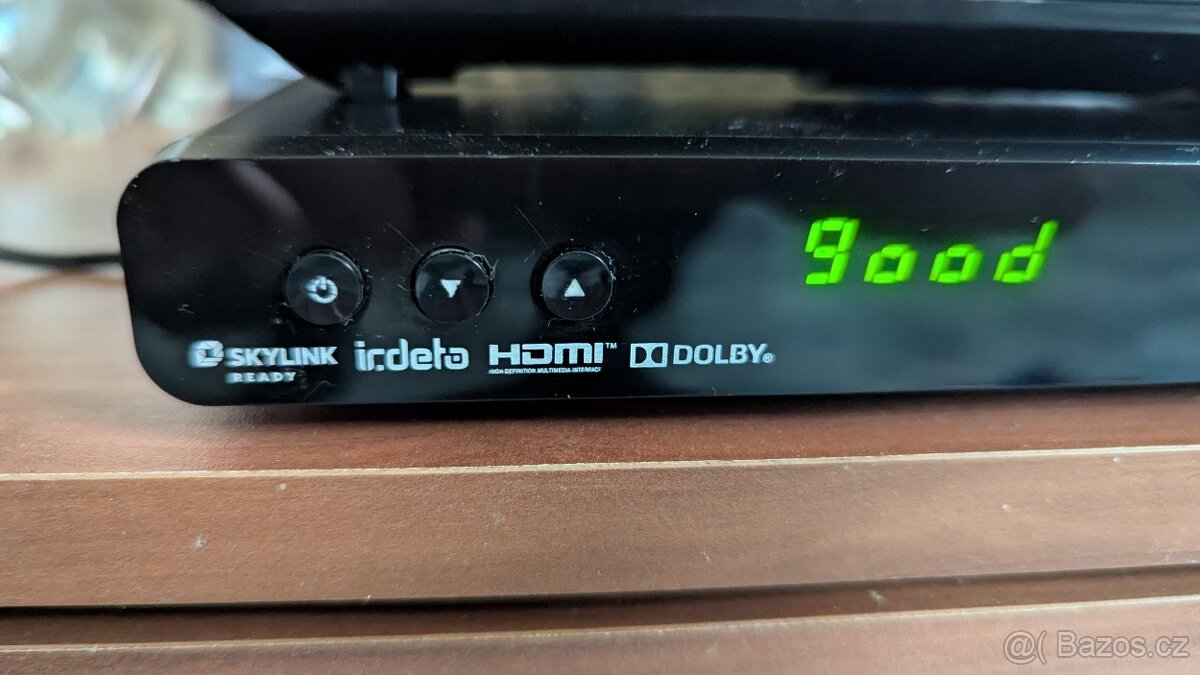 good
SKYLINK READY
irdeto
HDMI™
HIGH-DEFINITION MULTIMEDIA INTERFACE
DOLBY®
@( Bazos.cz